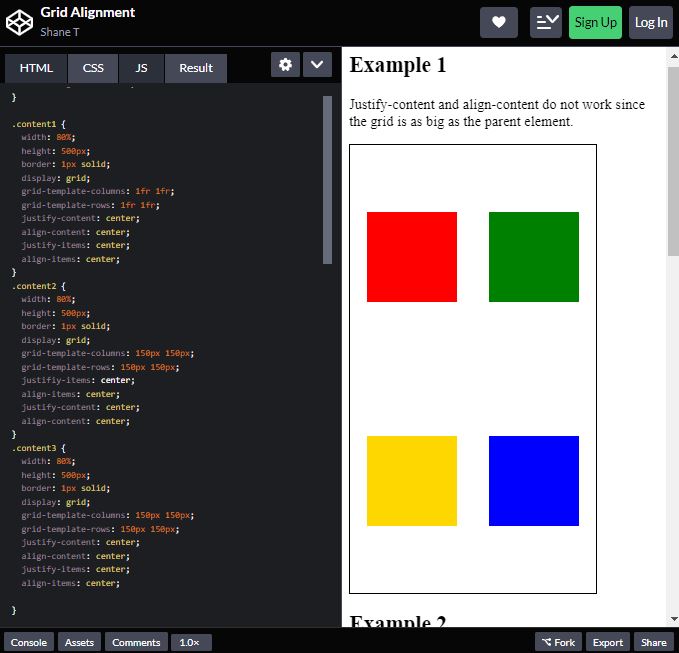 Grid Alignment
Shane T
Sign Up
Log In
HTML
CSS
JS
Result
}
.content1 {
width: 80%;
height: 500px;
border: 1px solid;
display: grid;
grid-template-columns: 1fr 1fr;
grid-template-rows: 1fr 1fr;
justify-content: center;
align-content: center;
justify-items: center;
align-items: center;
}
.content2 {
width: 80%;
height: 500px;
border: 1px solid;
display: grid;
grid-template-columns: 150px 150px;
grid-template-rows: 150px 150px;
justifiy-items: center;
align-items: center;
justify-content: center;
align-content: center;
}
.content3 {
width: 80%;
height: 500px;
border: 1px solid;
display: grid;
grid-template-columns: 150px 150px;
grid-template-rows: 150px 150px;
justify-content: center;
align-content: center;
justify-items: center;
align-items: center;
}
Example 1
Justify-content and align-content do not work since
the grid is as big as the parent element.
Example 2
Console
Assets
Comments
1.0×
Fork
Export
Share